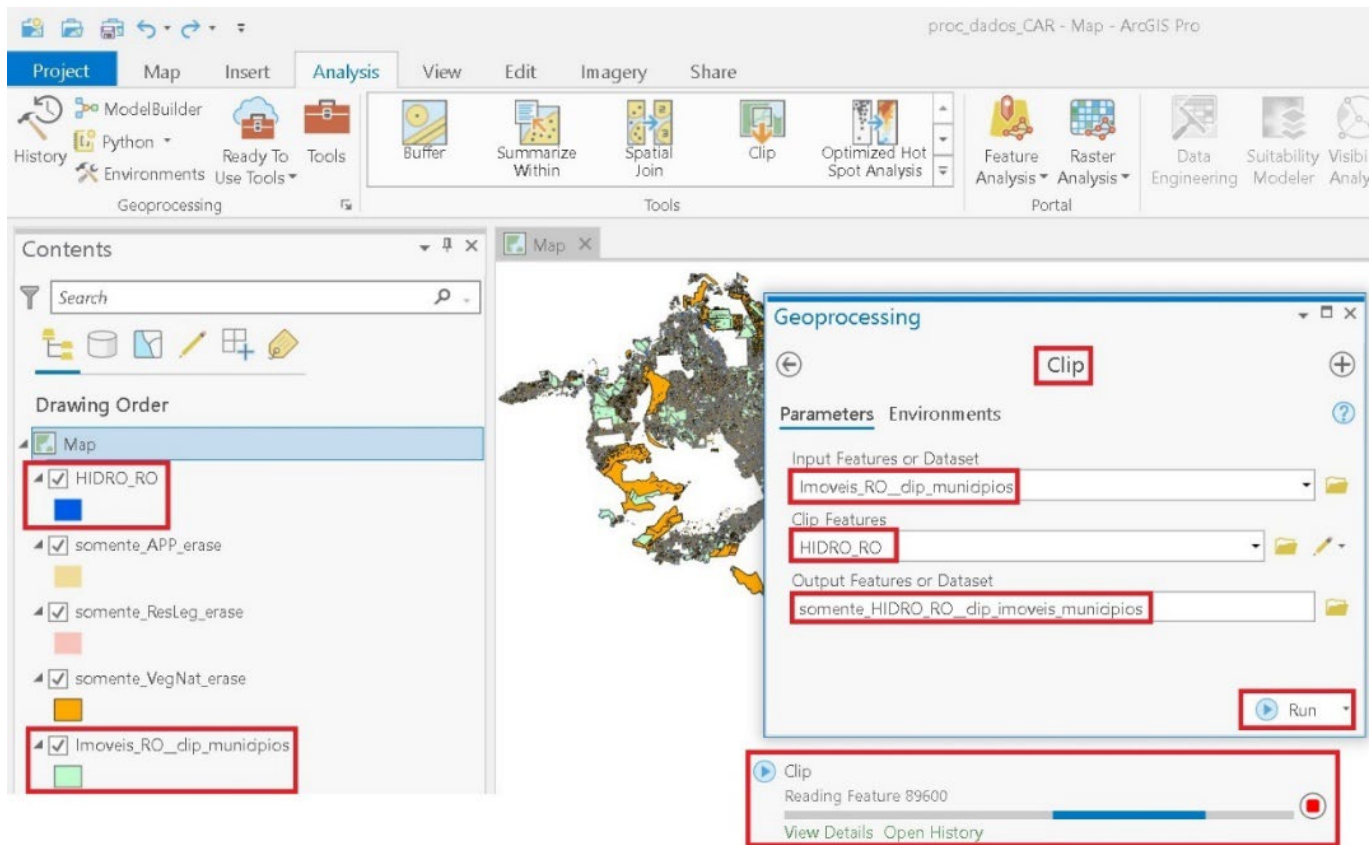 proc_dados_CAR - Map - ArcGIS Pro
Project Map Insert Analysis View Edit Imagery Share
History
ModelBuilder
Python
Environments
Ready To
Use Tools
Tools
Geoprocessing
Buffer
Summarize
Within
Spatial
Join
Clip
Optimized Hot
Spot Analysis
Tools
Feature
Analysis
Raster
Analysis
Portal
Data
Engineering
Suitability
Modeler
Contents
Search
Drawing Order
Map
HIDRO_RO
somente_APP_erase
somente_ResLeg_erase
somente_VegNat_erase
Imoveis_RO__clip_municipios
Map
Geoprocessing
Clip
Parameters Environments
Input Features or Dataset
Imoveis_RO__clip_municipios
Clip Features
HIDRO_RO
Output Features or Dataset
somente_HIDRO_RO__clip_imoveis_municipios
Run
Clip
Reading Feature 89600
View Details Open History